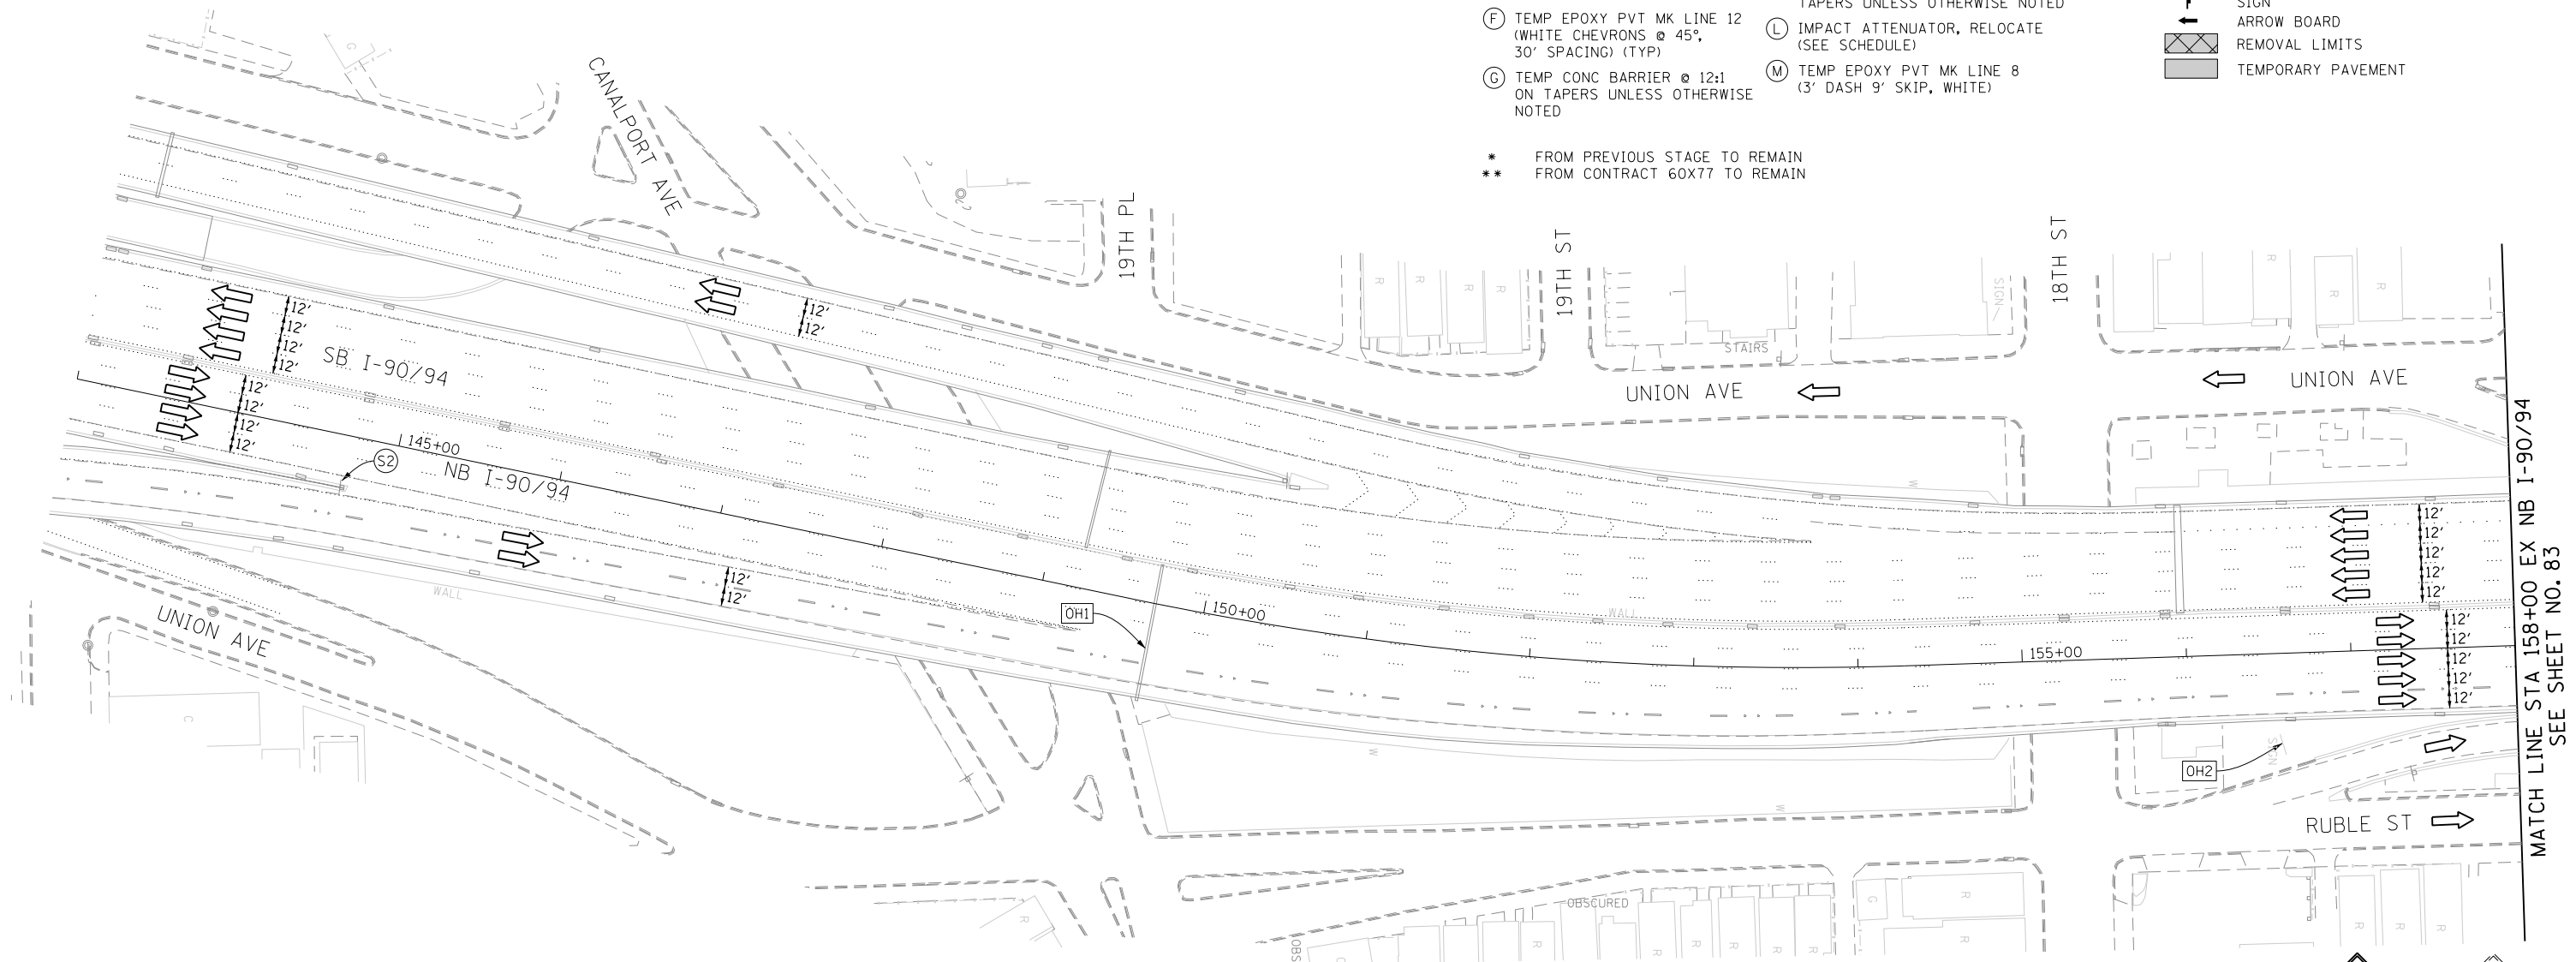 TAPERS UNLESS OTHERWISE NOTED
SIGN
F TEMP EPOXY PVT MK LINE 12
(WHITE CHEVRONS @ 45°,
30' SPACING) (TYP)
G TEMP CONC BARRIER @ 12:1
ON TAPERS UNLESS OTHERWISE
NOTED
L IMPACT ATTENUATOR, RELOCATE
(SEE SCHEDULE)
M TEMP EPOXY PVT MK LINE 8
(3' DASH 9' SKIP, WHITE)
ARROW BOARD
REMOVAL LIMITS
TEMPORARY PAVEMENT
* FROM PREVIOUS STAGE TO REMAIN
** FROM CONTRACT 60X77 TO REMAIN
G
CANALPORT AVE
19TH PL
19TH ST
18TH ST
R
R
R
R
SIGN
R
R
R
STAIRS
UNION AVE
UNION AVE
12'
12'
12'
12'
12'
12'
SB I-90/94
12'
12'
12'
12'
145+00
S2
NB I-90/94
W
12'
12'
12'
12'
12'
12'
12'
WALL
UNION AVE
OH1
150+00
WALL
155+00
12'
12'
12'
12'
12'
C
W
W
SIGN
OH2
RUBLE ST
MATCH LINE STA 158+00 EX NB I-90/94
SEE SHEET NO. 83
OBSCURED
OBS
R
R
R
R
R
R
G
R
R
R
R
R